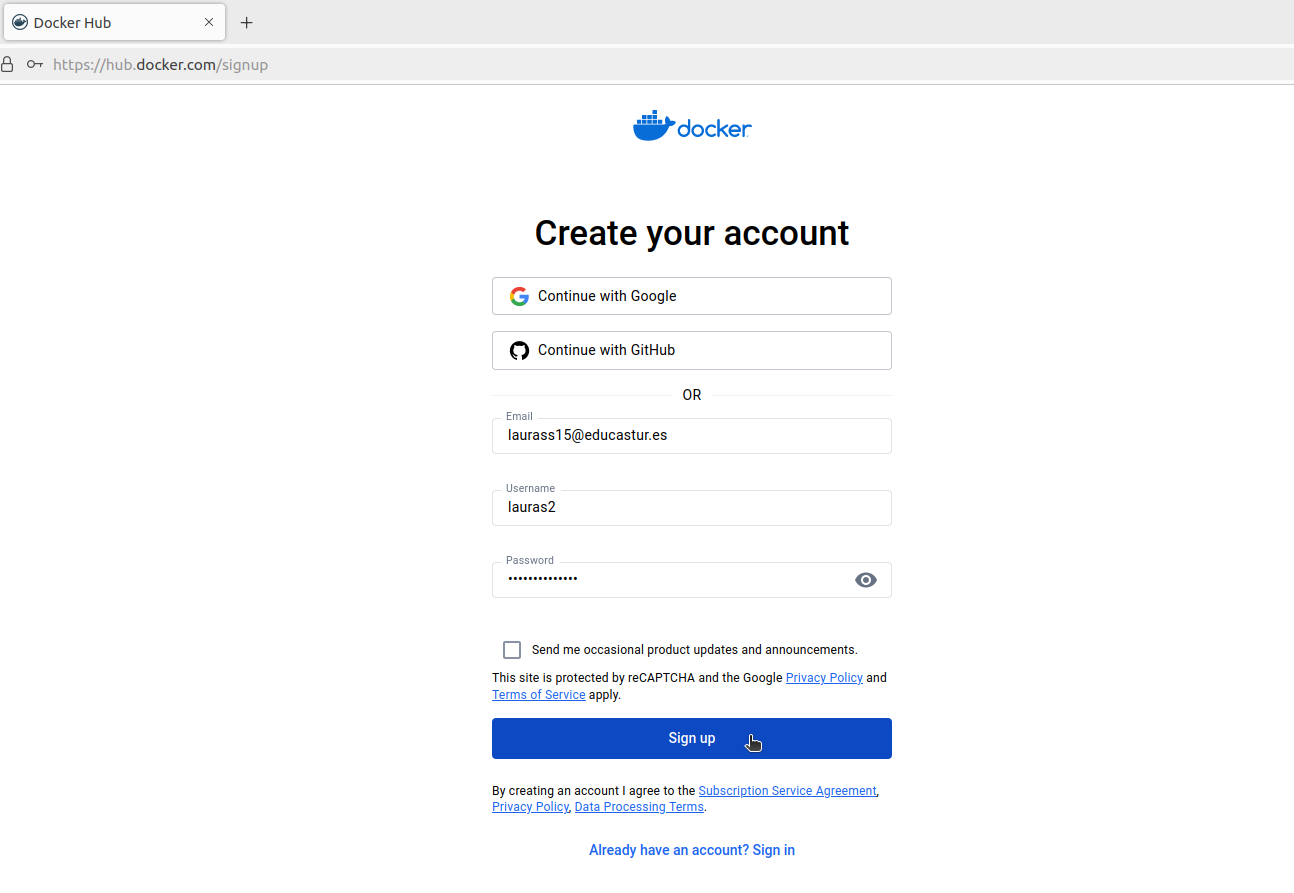 Docker Hub
https://hub.docker.com/signup
docker
Create your account
Continue with Google
Continue with GitHub
OR
Email
laurass15@educastur.es
Username
lauras2
Password
••••••••••••••
Send me occasional product updates and announcements.
This site is protected by reCAPTCHA and the Google Privacy Policy and
Terms of Service apply.
Sign up
By creating an account I agree to the Subscription Service Agreement,
Privacy Policy, Data Processing Terms.
Already have an account? Sign in